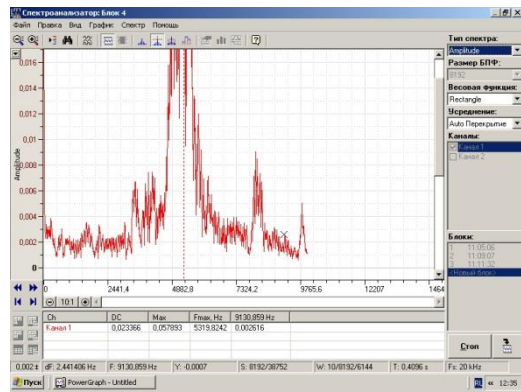 Спектроанализатор: Блок 4
Файл Правка Вид График Спектр Помощь
Тип спектра:
Amplitude
Размер БПФ:
8192
Весовая функция:
Rectangle
Усреднение:
Auto Перекрытие
Каналы:
Канал 1
Канал 2
Блоки:
1 11:05:06
2 11:09:07
3 11:11:32
<Новый блок>
Amplitude
0,016
0,014
0,012
0,01
0,008
0,006
0,004
0,002
0
0 2441,4 4882,8 7324,2 9765,6 12207 1464
10:1
Ch DC Max Fmax, Hz 9130,859 Hz
Канал 1 0,023366 0,057893 5319,8242 0,002616
Стоп
0,002 ± dF: 2,441406 Hz F: 9130,859 Hz Y: -0,0007 S: 8192/38752 W: 10/8192/6144 T: 0,4096 s Fs: 20 kHz
Пуск PowerGraph - Untitled RU « 12:35